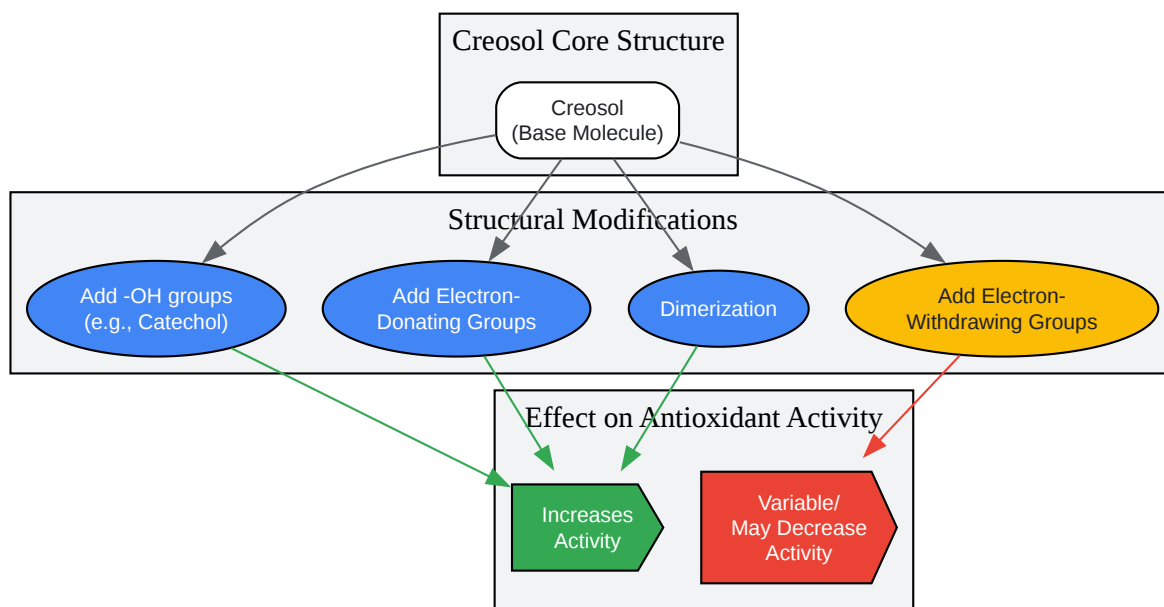 Creosol Core Structure
Creosol
(Base Molecule)
Structural Modifications
Add -OH groups
(e.g., Catechol)
Add Electron-
Donating Groups
Dimerization
Add Electron-
Withdrawing Groups
Effect on Antioxidant Activity
Increases
Activity
Variable/
May Decrease
Activity